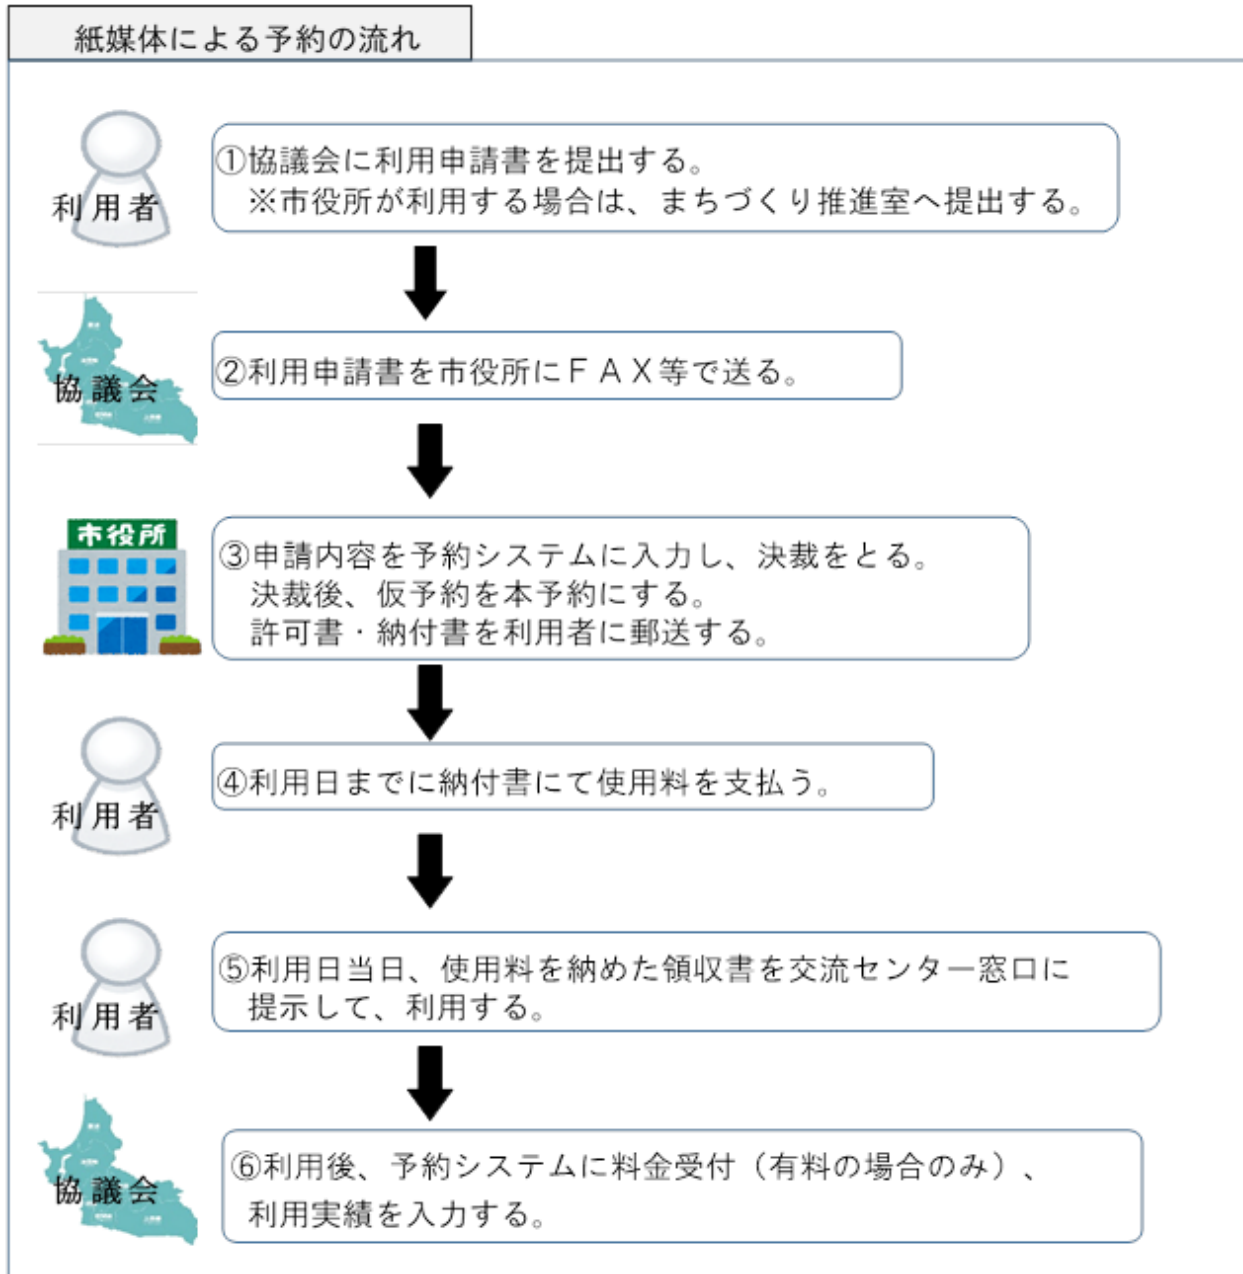 紙媒体による予約の流れ
利用者
①協議会に利用申請書を提出する。
※市役所が利用する場合は、まちづくり推進室へ提出する。
協議会
②利用申請書を市役所にＦＡＸ等で送る。
市役所
③申請内容を予約システムに入力し、決裁をとる。
決裁後、仮予約を本予約にする。
許可書・納付書を利用者に郵送する。
利用者
④利用日までに納付書にて使用料を支払う。
利用者
⑤利用日当日、使用料を納めた領収書を交流センター窓口に
提示して、利用する。
協議会
⑥利用後、予約システムに料金受付（有料の場合のみ）、
利用実績を入力する。